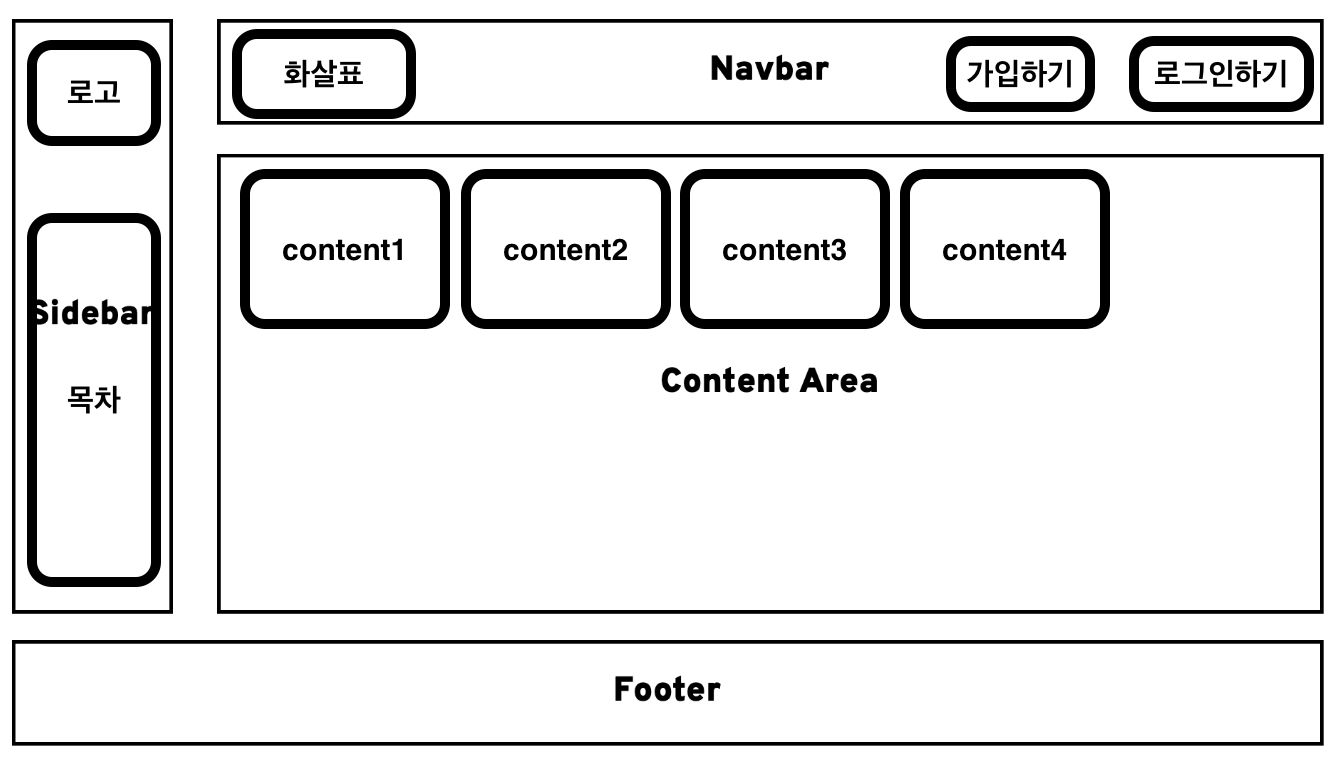 로고
Sidebar
목차
화살표
Navbar
가입하기
로그인하기
content1
content2
content3
content4
Content Area
Footer